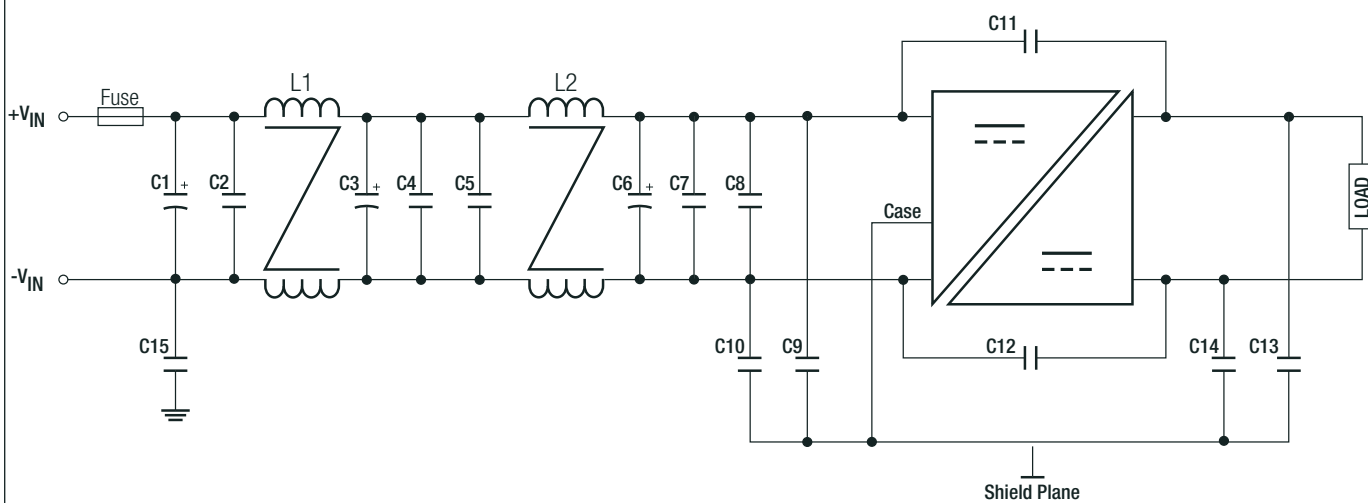 C11
L1
L2
Fuse
+VIN
C1 +
C2
C3 +
C4
C5
C6 +
C7
C8
Case
LOAD
-VIN
C15
C10
C9
C12
C14
C13
Shield Plane